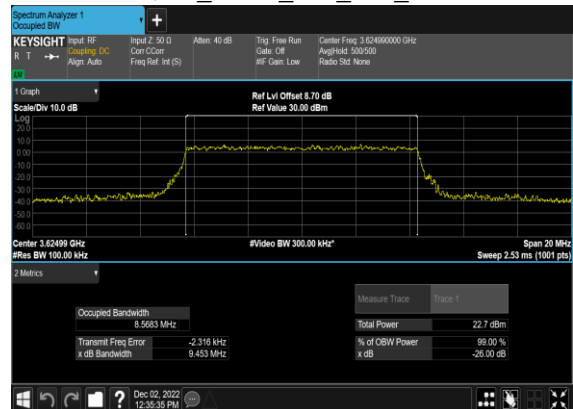 Spectrum Analyzer 1
Occupied BW
+
KEYSIGHT Input: RF Input Z: 50 Ω Atten: 40 dB Trig: Free Run Center Freq: 3.624990000 GHz
R T Coupling: DC Corr CCorr Gate: Off Avg|Hold: 500/500
Align: Auto Freq Ref: Int (S) #IF Gain: Low Radio Std: None
LXI
1 Graph
Ref Lvl Offset 8.70 dB
Scale/Div 10.0 dB Ref Value 30.00 dBm
Log
20.0
10.0
0.00
-10.0
-20.0
-30.0
-40.0
-50.0
-60.0
Center 3.62499 GHz #Video BW 300.00 kHz* Span 20 MHz
#Res BW 100.00 kHz Sweep 2.53 ms (1001 pts)
2 Metrics
Measure Trace Trace 1
Occupied Bandwidth
8.5683 MHz Total Power 22.7 dBm
Transmit Freq Error -2.316 kHz % of OBW Power 99.00 %
x dB Bandwidth 9.453 MHz x dB -26.00 dB
? Dec 02, 2022
12:35:35 PM